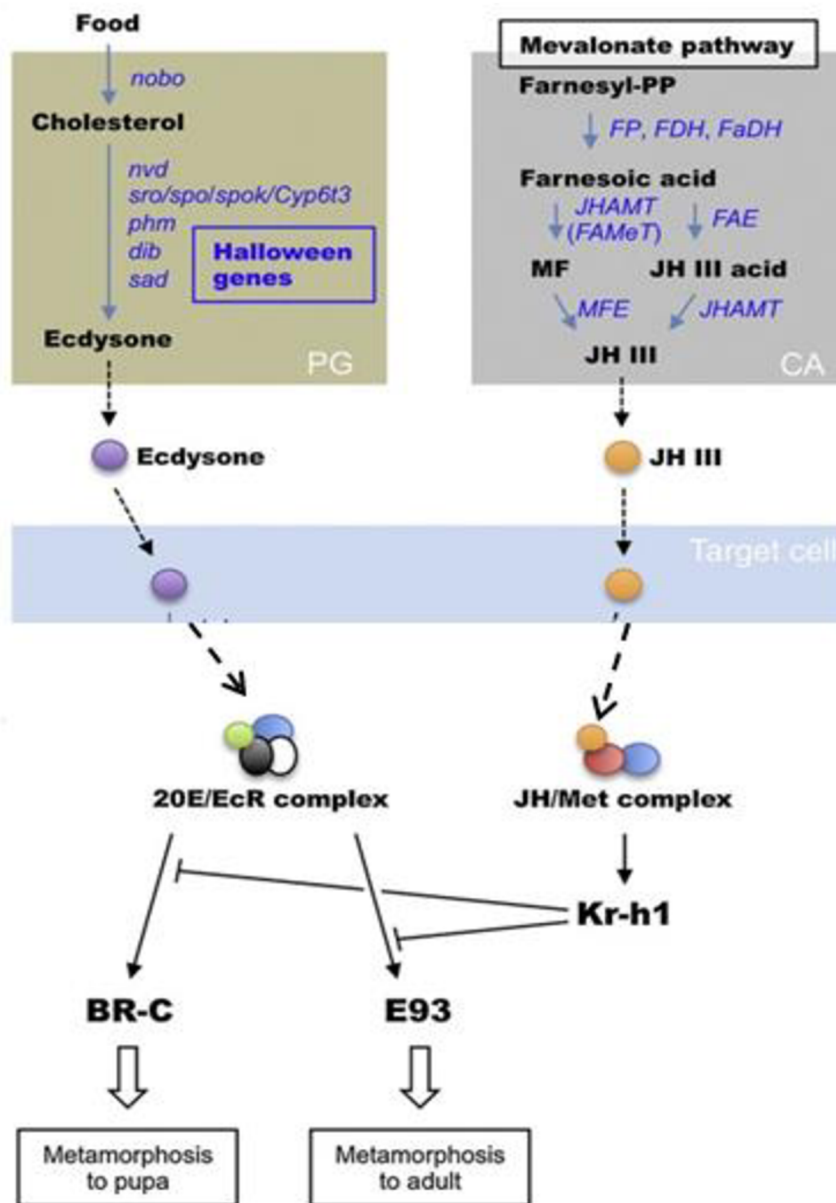 Food
nobo
Cholesterol
nvd
sro/spo/spok/Cyp6t3
phm
dib
sad
Halloween
genes
Ecdysone
PG
Mevalonate pathway
Farnesyl-PP
FP, FDH, FaDH
Farnesoic acid
JHAMT
(FAMeT)
FAE
MF
JH III acid
MFE
JHAMT
JH III
CA
Ecdysone
JH III
Target cell
20E/EcR complex
JH/Met complex
Kr-h1
BR-C
E93
Metamorphosis
to pupa
Metamorphosis
to adult